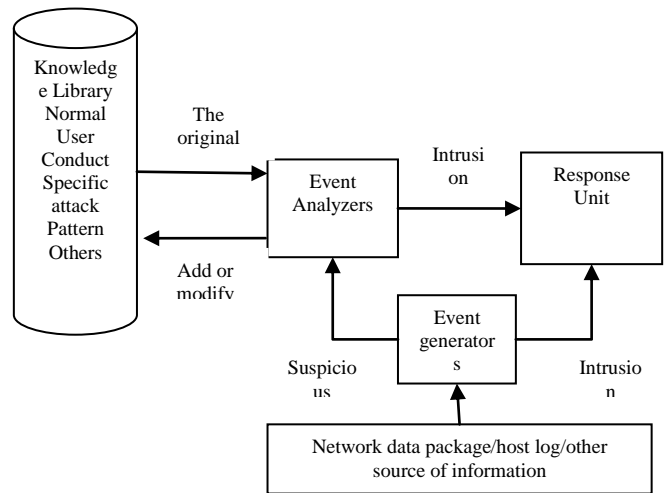 Knowledg
e Library
Normal
User
Conduct
Specific
attack
Pattern
Others
The
original
Add or
modify
Event
Analyzers
Intrusi
on
Response
Unit
Suspicio
us
Event
generator
s
Intrusio
n
Network data package/host log/other
source of information